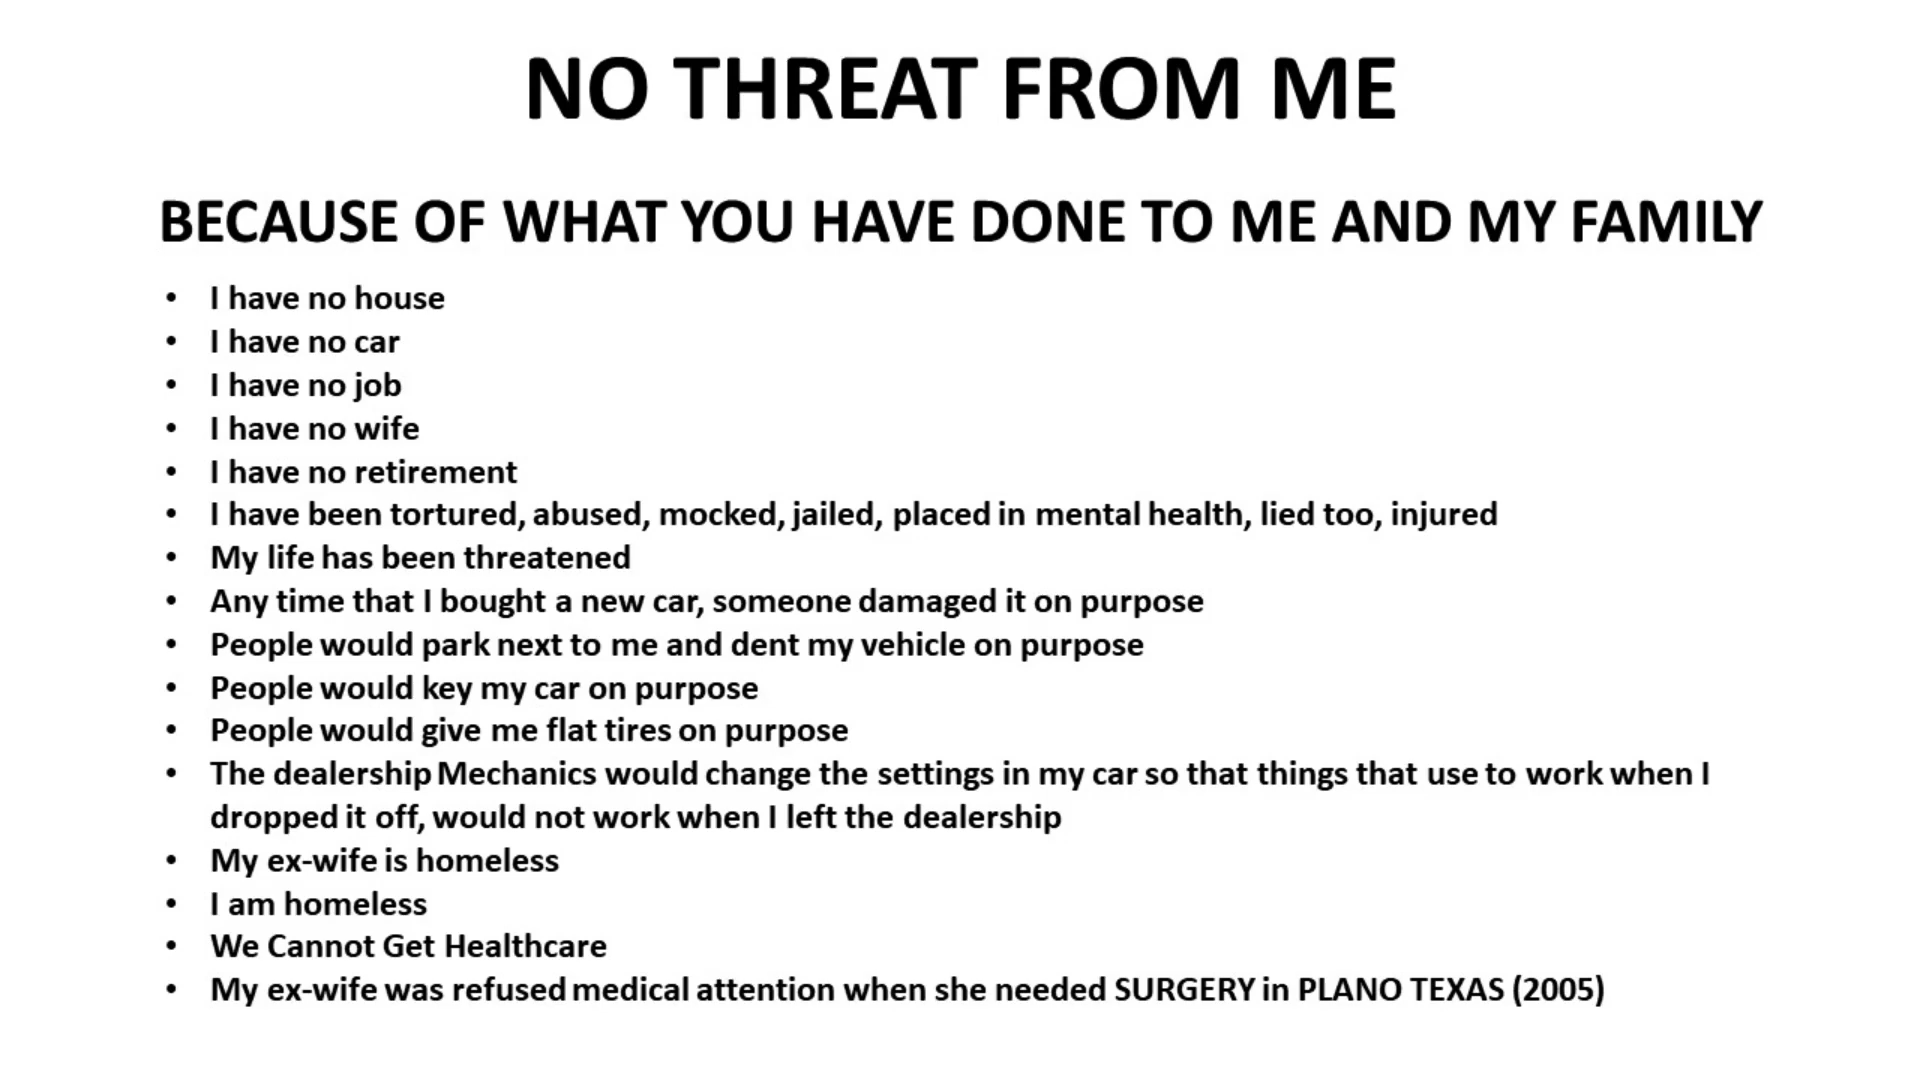 NO THREAT FROM ME
BECAUSE OF WHAT YOU HAVE DONE TO ME AND MY FAMILY
• I have no house
• I have no car
• I have no job
• I have no wife
• I have no retirement
• I have been tortured, abused, mocked, jailed, placed in mental health, lied too, injured
• My life has been threatened
• Any time that I bought a new car, someone damaged it on purpose
• People would park next to me and dent my vehicle on purpose
• People would key my car on purpose
• People would give me flat tires on purpose
• The dealership Mechanics would change the settings in my car so that things that use to work when I
dropped it off, would not work when I left the dealership
• My ex-wife is homeless
• I am homeless
• We Cannot Get Healthcare
• My ex-wife was refused medical attention when she needed SURGERY in PLANO TEXAS (2005)